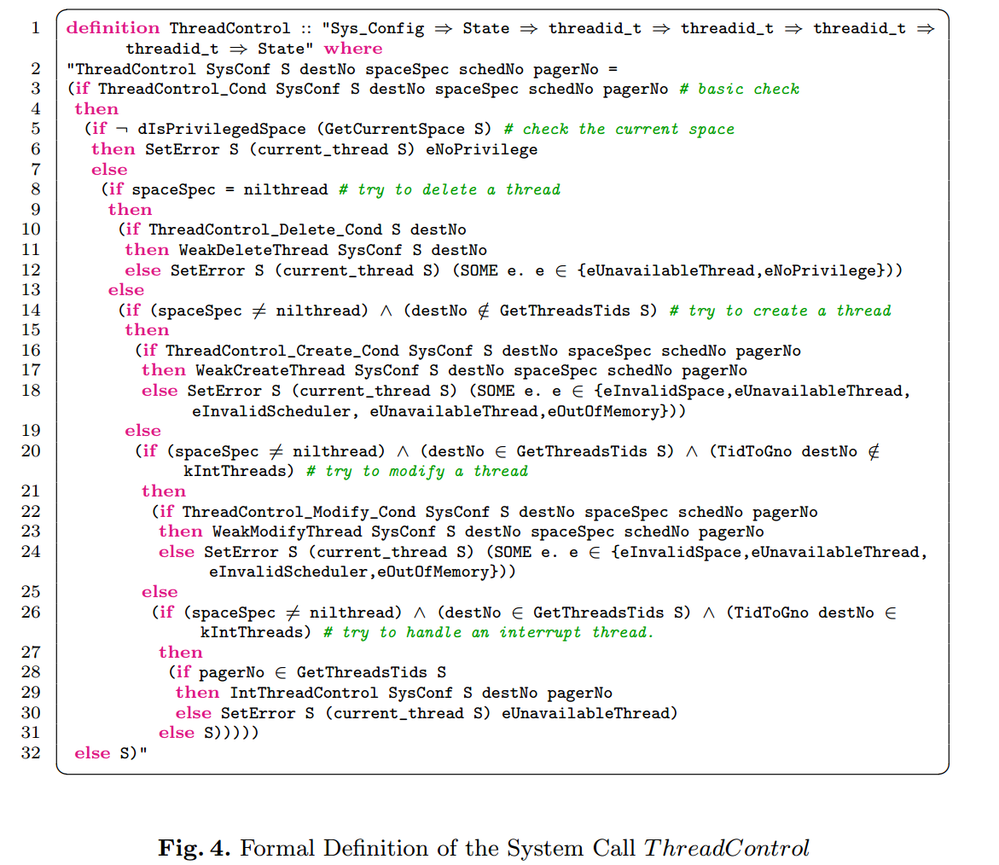 1 definition ThreadControl :: "Sys_Config ⇒ State ⇒ threadid_t ⇒ threadid_t ⇒ threadid_t ⇒
threadid_t ⇒ State" where
2 "ThreadControl SysConf S destNo spaceSpec schedNo pagerNo =
3 (if ThreadControl_Cond SysConf S destNo spaceSpec schedNo pagerNo # basic check
4 then
5 (if ¬ dIsPrivilegedSpace (GetCurrentSpace S) # check the current space
6 then SetError S (current_thread S) eNoPrivilege
7 else
8 (if spaceSpec = nilthread # try to delete a thread
9 then
10 (if ThreadControl_Delete_Cond S destNo
11 then WeakDeleteThread SysConf S destNo
12 else SetError S (current_thread S) (SOME e. e ∈ {eUnavailableThread,eNoPrivilege}))
13 else
14 (if (spaceSpec ≠ nilthread) ∧ (destNo ∉ GetThreadsTids S) # try to create a thread
15 then
16 (if ThreadControl_Create_Cond SysConf S destNo spaceSpec schedNo pagerNo
17 then WeakCreateThread SysConf S destNo spaceSpec schedNo pagerNo
18 else SetError S (current_thread S) (SOME e. e ∈ {eInvalidSpace,eUnavailableThread,
eInvalidScheduler, eUnavailableThread,eOutOfMemory}))
19 else
20 (if (spaceSpec ≠ nilthread) ∧ (destNo ∈ GetThreadsTids S) ∧ (TidToGno destNo ∉
kIntThreads) # try to modify a thread
21 then
22 (if ThreadControl_Modify_Cond SysConf S destNo spaceSpec schedNo pagerNo
23 then WeakModifyThread SysConf S destNo spaceSpec schedNo pagerNo
24 else SetError S (current_thread S) (SOME e. e ∈ {eInvalidSpace,eUnavailableThread,
eInvalidScheduler,eOutOfMemory}))
25 else
26 (if (spaceSpec ≠ nilthread) ∧ (destNo ∈ GetThreadsTids S) ∧ (TidToGno destNo ∈
kIntThreads) # try to handle an interrupt thread.
27 then
28 (if pagerNo ∈ GetThreadsTids S
29 then IntThreadControl SysConf S destNo pagerNo
30 else SetError S (current_thread S) eUnavailableThread)
31 else S)))))
32 else S)"
Fig. 4. Formal Definition of the System Call ThreadControl